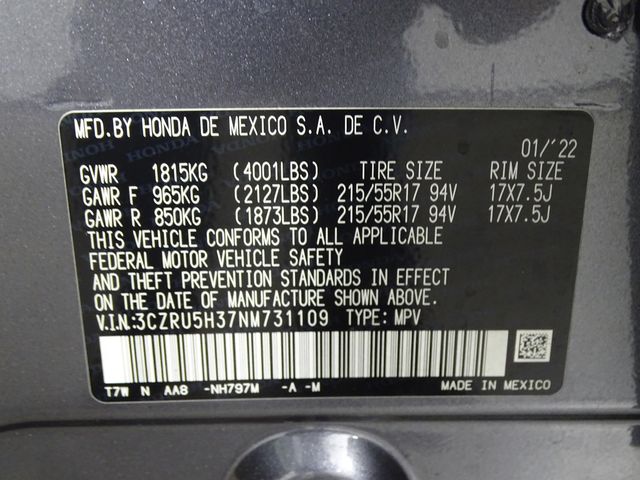 MFD.BY HONDA DE MEXICO S.A. DE C.V.
01/'22
GVWR 1815KG (4001LBS) TIRE SIZE RIM SIZE
GAWR F 965KG (2127LBS) 215/55R17 94V 17X7.5J
GAWR R 850KG (1873LBS) 215/55R17 94V 17X7.5J
THIS VEHICLE CONFORMS TO ALL APPLICABLE
FEDERAL MOTOR VEHICLE SAFETY
AND THEFT PREVENTION STANDARDS IN EFFECT
ON THE DATE OF MANUFACTURE SHOWN ABOVE.
V.I.N.:3CZRU5H37NM731109 TYPE: MPV
T7W N AA8 -NH797M -A -M MADE IN MEXICO